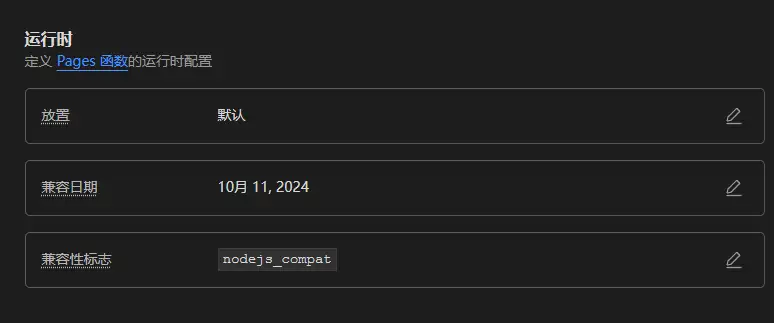 运行时
定义 Pages 函数的运行时配置
放置 默认
兼容日期 10月 11, 2024
兼容性标志 nodejs_compat